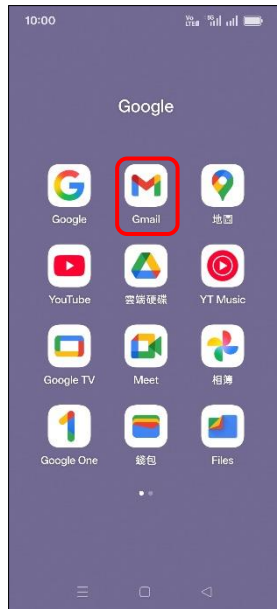 10:00
Google
Google Gmail 地圖
YouTube 雲端硬碟 YT Music
Google TV Meet 相簿
Google One 錢包 Files